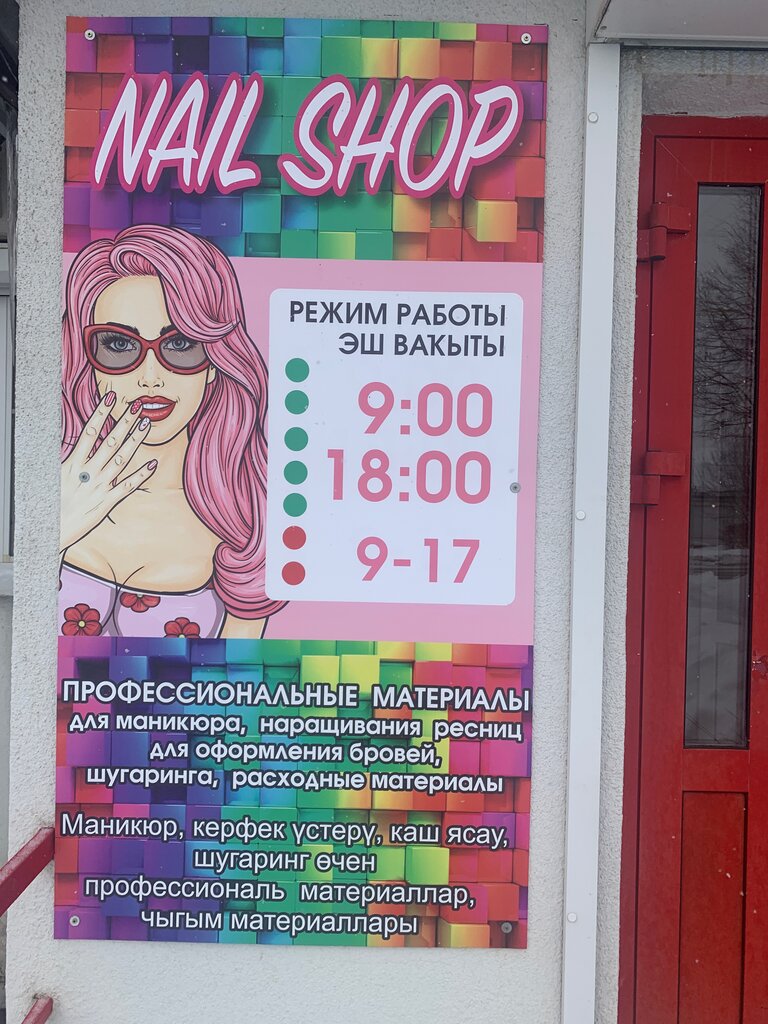 NAIL SHOP
РЕЖИМ РАБОТЫ
ЭШ ВАҠЫТЫ
9:00
18:00
9-17
ПРОФЕССИОНАЛЬНЫЕ МАТЕРИАЛЫ
для маникюра, наращивания ресниц
для оформления бровей,
шугаринга, расходные материалы
Маникюр, керфек үстерү, каш ясау,
шугаринг өчен
профессиональ материаллар,
чыгым материаллары